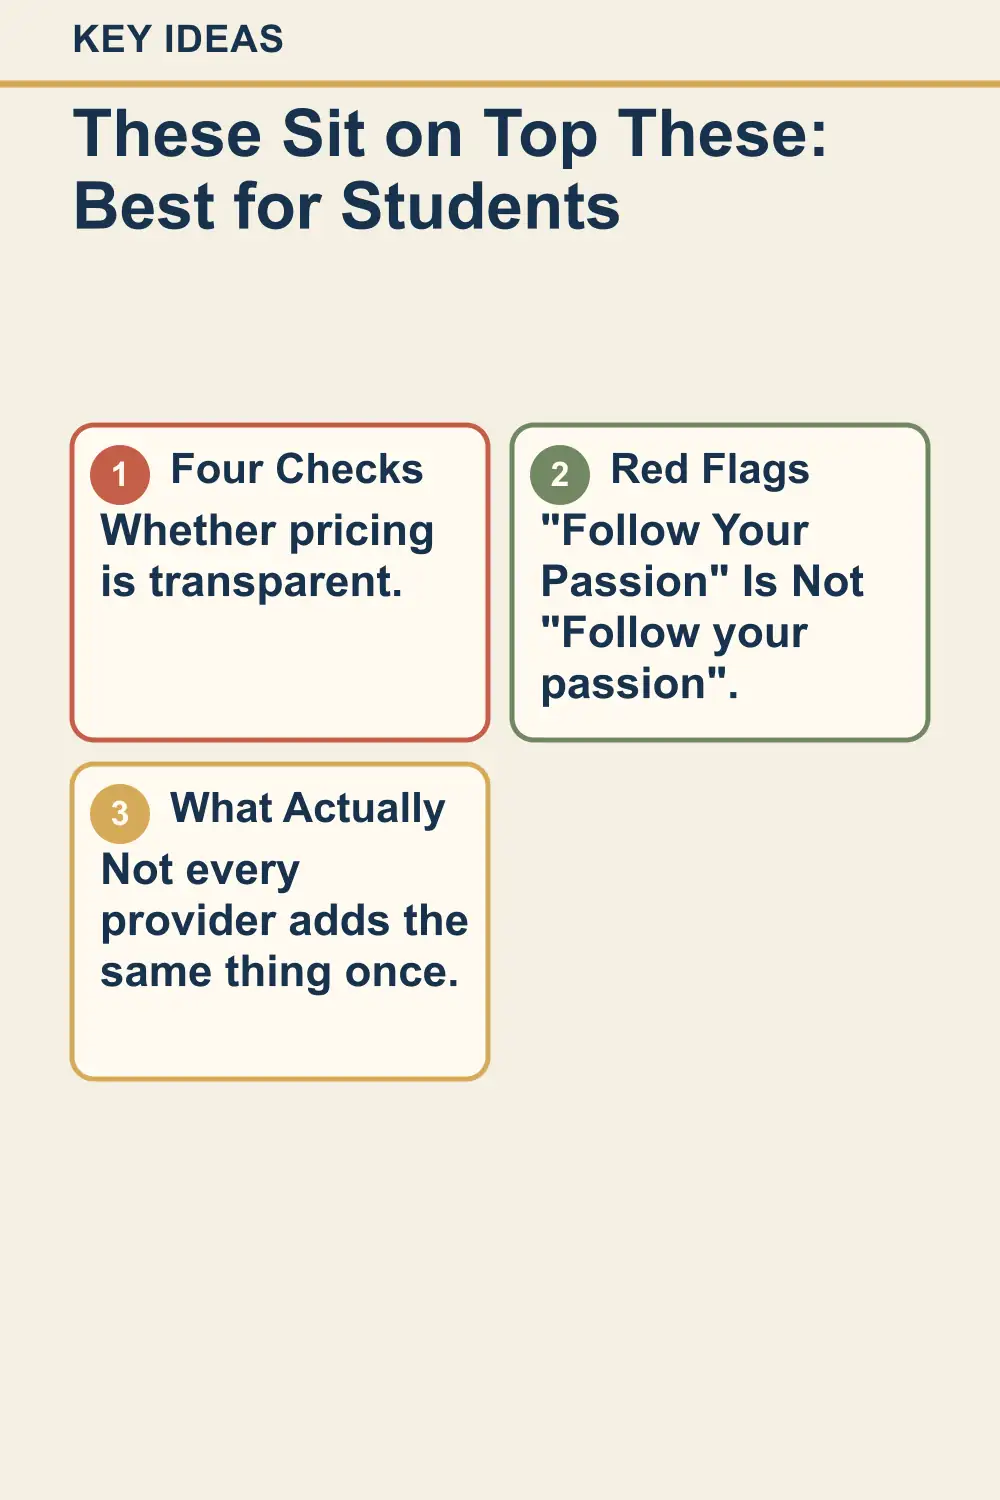 KEY IDEAS
These Sit on Top These:
Best for Students
1 Four Checks
Whether pricing
is transparent.
2 Red Flags
"Follow Your
Passion" Is Not
"Follow your
passion".
3 What Actually
Not every
provider adds the
same thing once.